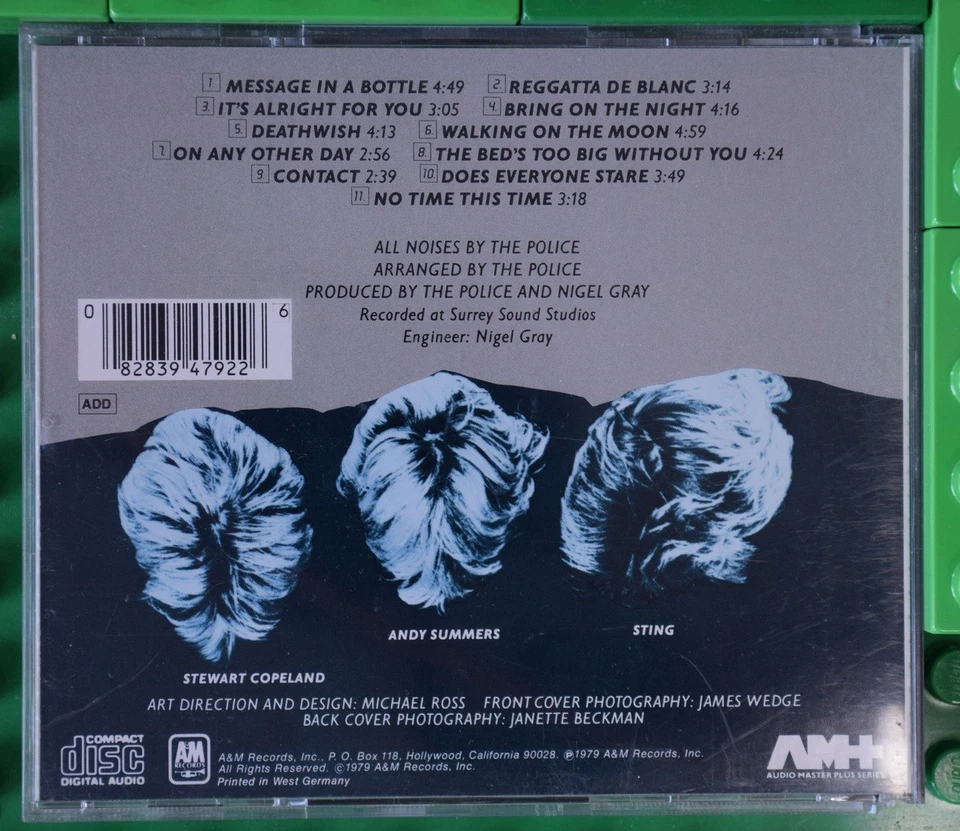 1. MESSAGE IN A BOTTLE 4:49 2. REGGATTA DE BLANC 3:14
3. IT'S ALRIGHT FOR YOU 3:05 4. BRING ON THE NIGHT 4:16
5. DEATHWISH 4:13 6. WALKING ON THE MOON 4:59
7. ON ANY OTHER DAY 2:56 8. THE BED'S TOO BIG WITHOUT YOU 4:24
9. CONTACT 2:39 10. DOES EVERYONE STARE 3:49
11. NO TIME THIS TIME 3:18
ALL NOISES BY THE POLICE
ARRANGED BY THE POLICE
PRODUCED BY THE POLICE AND NIGEL GRAY
Recorded at Surrey Sound Studios
Engineer: Nigel Gray
0 82839 47922 6
ADD
STEWART COPELAND
ANDY SUMMERS
STING
ART DIRECTION AND DESIGN: MICHAEL ROSS FRONT COVER PHOTOGRAPHY: JAMES WEDGE
BACK COVER PHOTOGRAPHY: JANETTE BECKMAN
COMPACT
disc
DIGITAL AUDIO
A&M
RECORDS
A&M Records, Inc., P. O. Box 118, Hollywood, California 90028. ℗1979 A&M Records, Inc.
All Rights Reserved. ©1979 A&M Records, Inc.
Printed in West Germany
AM+
AUDIO MASTER PLUS SERIES